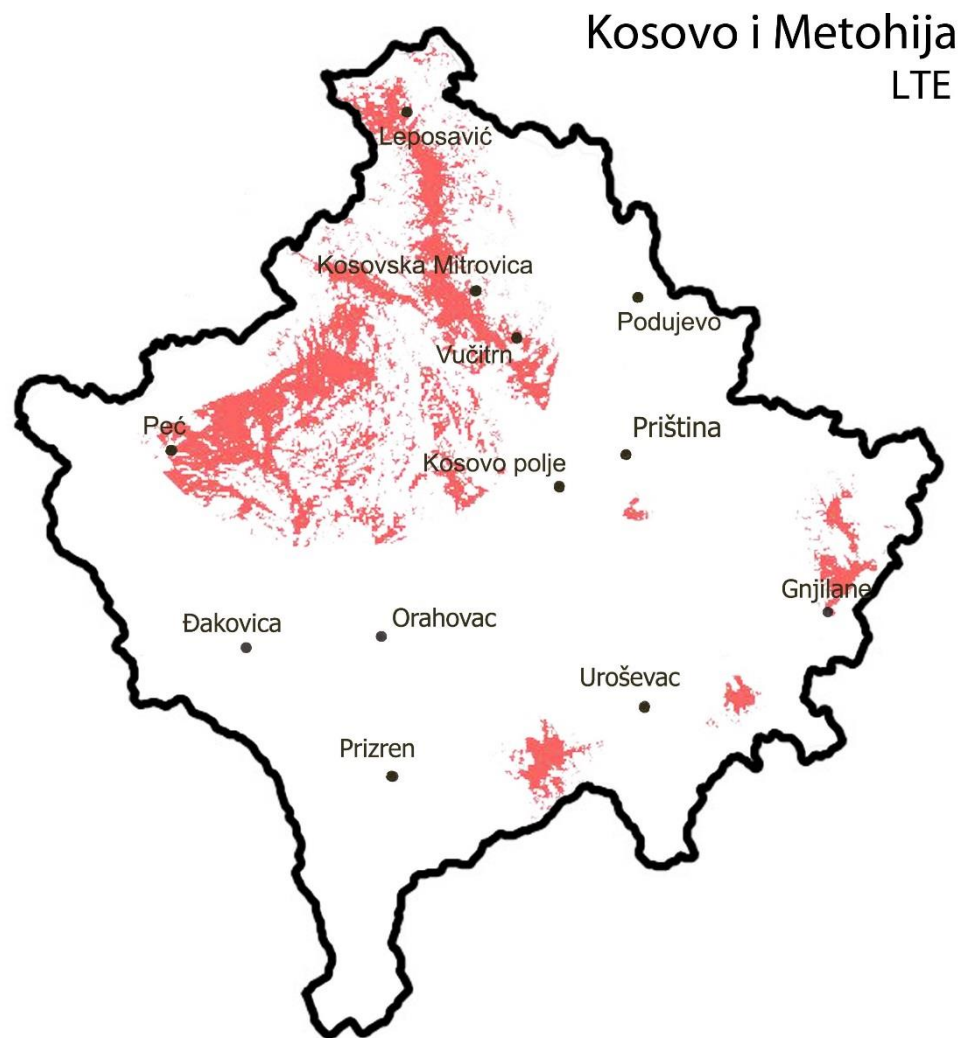 Kosovo i Metohija
LTE
Leposavić
Kosovska Mitrovica
Podujevo
Vučitrn
Peć
Priština
Kosovo polje
Gnjilane
Đakovica
Orahovac
Uroševac
Prizren